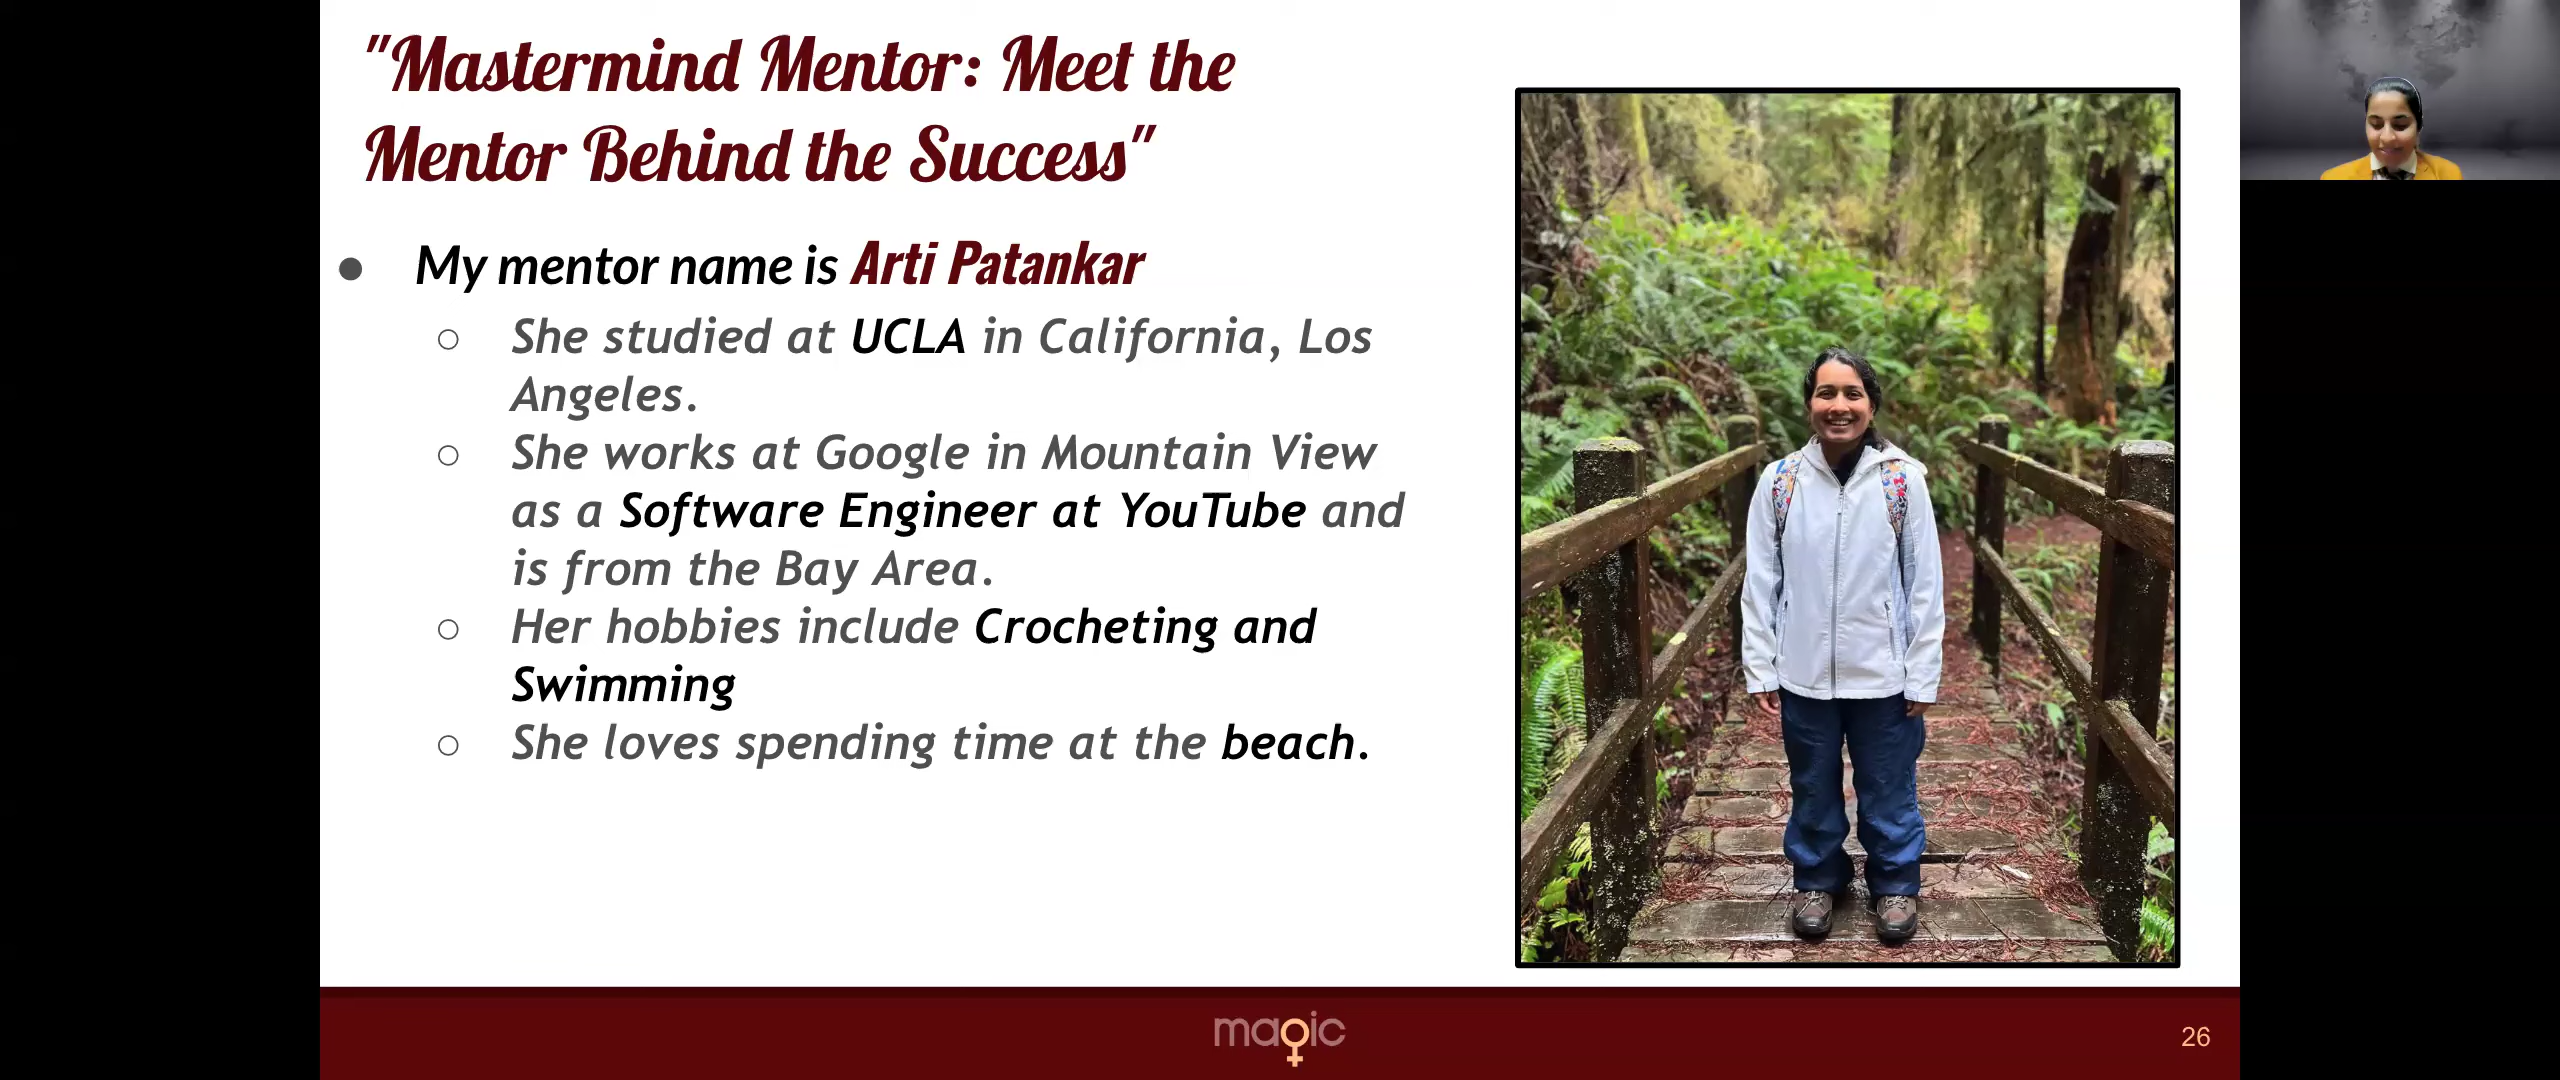 "Mastermind Mentor: Meet the
Mentor Behind the Success"
● My mentor name is Arti Patankar
○ She studied at UCLA in California, Los
Angeles.
○ She works at Google in Mountain View
as a Software Engineer at YouTube and
is from the Bay Area.
○ Her hobbies include Crocheting and
Swimming
○ She loves spending time at the beach.
magic
26